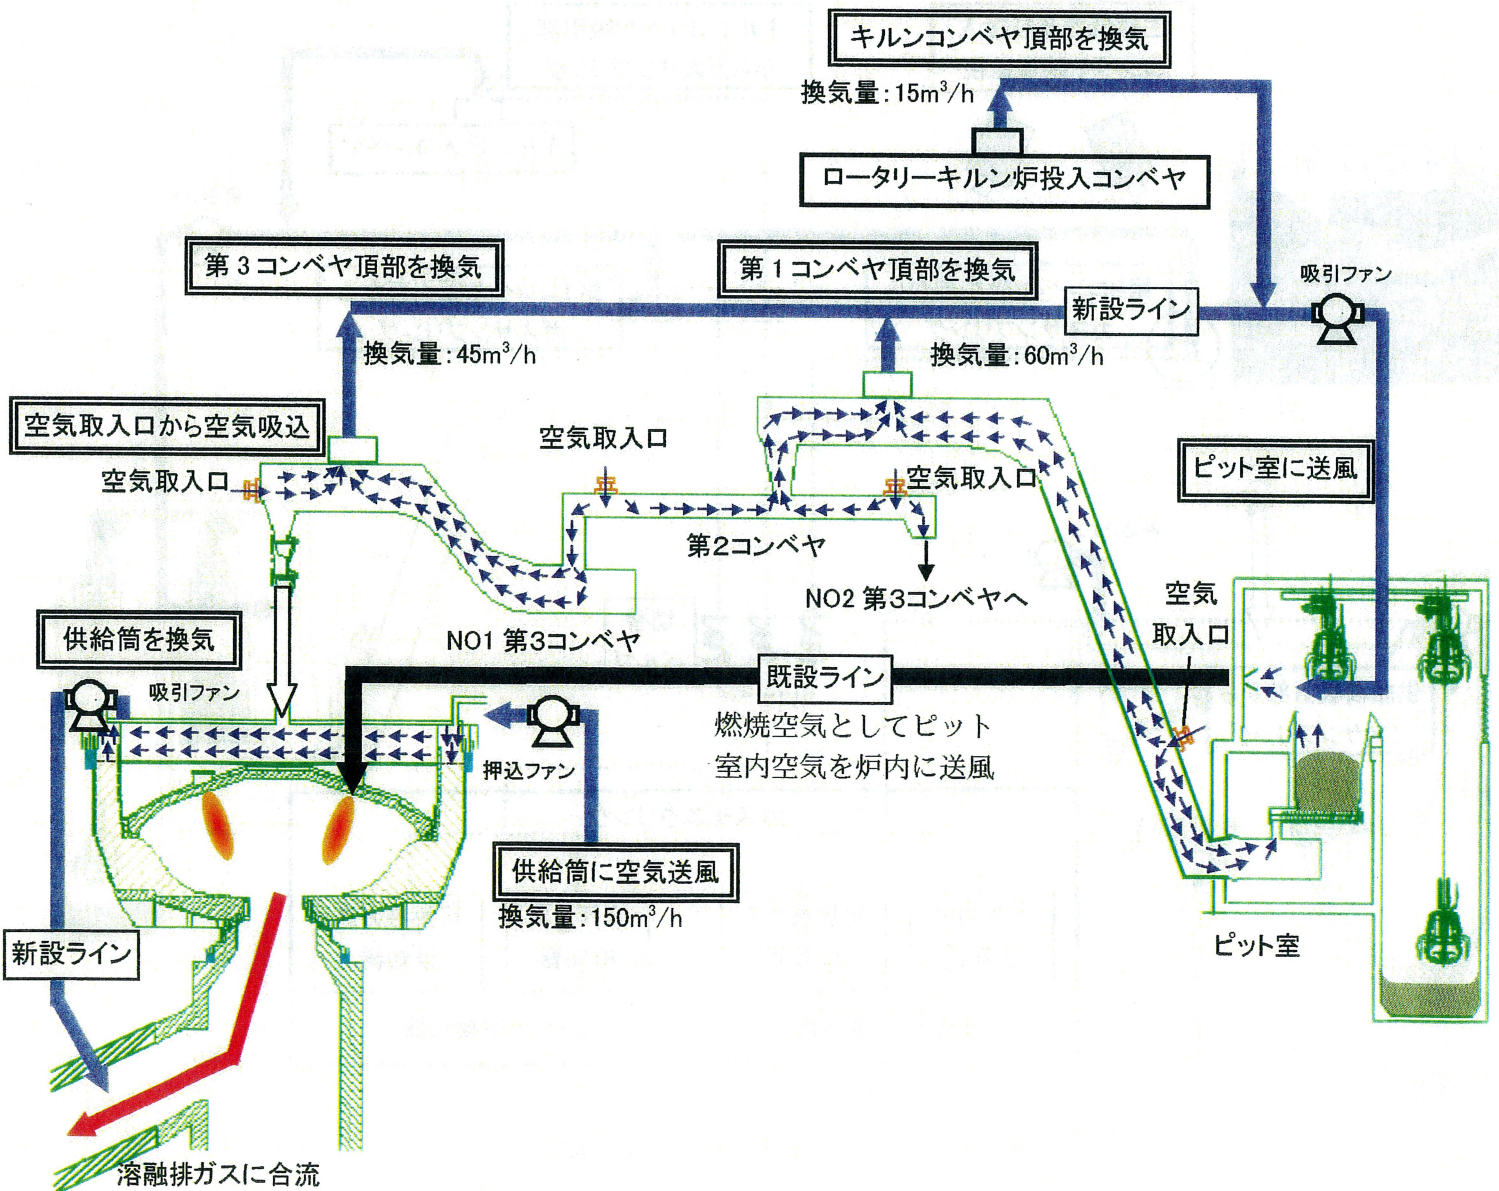 キルンコンベヤ頂部を換気
換気量：15m³/h
ロータリーキルン炉投入コンベヤ
第３コンベヤ頂部を換気
第１コンベヤ頂部を換気
新設ライン
吸引ファン
換気量：45m³/h
換気量：60m³/h
空気取入口から空気吸込
空気取入口
空気取入口
空気取入口
ピット室に送風
第２コンベヤ
NO2 第３コンベヤへ
空気
取入口
供給筒を換気
NO1 第３コンベヤ
吸引ファン
既設ライン
燃焼空気としてピット
室内空気を炉内に送風
押込ファン
供給筒に空気送風
換気量：150m³/h
新設ライン
ピット室
溶融排ガスに合流